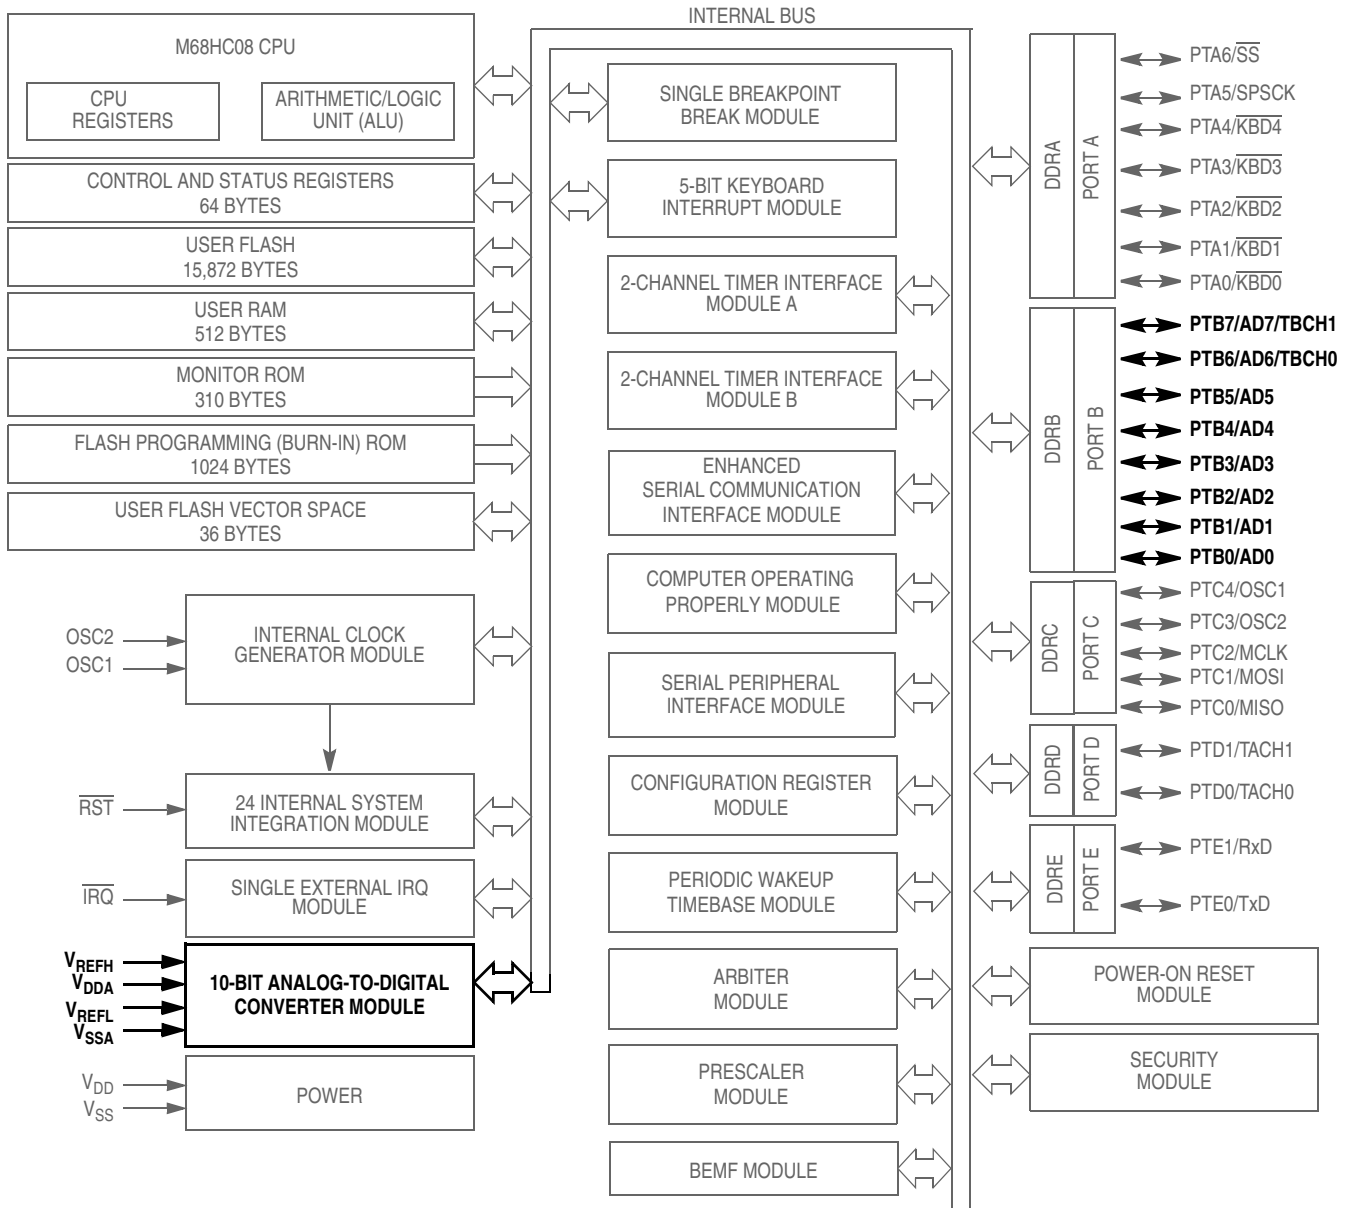 INTERNAL BUS
M68HC08 CPU
CPU
REGISTERS
ARITHMETIC/LOGIC
UNIT (ALU)
CONTROL AND STATUS REGISTERS
64 BYTES
USER FLASH
15,872 BYTES
USER RAM
512 BYTES
MONITOR ROM
310 BYTES
FLASH PROGRAMMING (BURN-IN) ROM
1024 BYTES
USER FLASH VECTOR SPACE
36 BYTES
OSC2
OSC1
INTERNAL CLOCK
GENERATOR MODULE
RST
24 INTERNAL SYSTEM
INTEGRATION MODULE
IRQ
SINGLE EXTERNAL IRQ
MODULE
VREFH
VDDA
VREFL
VSSA
10-BIT ANALOG-TO-DIGITAL
CONVERTER MODULE
VDD
VSS
POWER
SINGLE BREAKPOINT
BREAK MODULE
5-BIT KEYBOARD
INTERRUPT MODULE
2-CHANNEL TIMER INTERFACE
MODULE A
2-CHANNEL TIMER INTERFACE
MODULE B
ENHANCED
SERIAL COMMUNICATION
INTERFACE MODULE
COMPUTER OPERATING
PROPERLY MODULE
SERIAL PERIPHERAL
INTERFACE MODULE
CONFIGURATION REGISTER
MODULE
PERIODIC WAKEUP
TIMEBASE MODULE
ARBITER
MODULE
PRESCALER
MODULE
BEMF MODULE
DDRA
PORT A
PTA6/SS
PTA5/SPSCK
PTA4/KBD4
PTA3/KBD3
PTA2/KBD2
PTA1/KBD1
PTA0/KBD0
DDRB
PORT B
PTB7/AD7/TBCH1
PTB6/AD6/TBCH0
PTB5/AD5
PTB4/AD4
PTB3/AD3
PTB2/AD2
PTB1/AD1
PTB0/AD0
DDRC
PORT C
PTC4/OSC1
PTC3/OSC2
PTC2/MCLK
PTC1/MOSI
PTC0/MISO
DDRD
PORT D
PTD1/TACH1
PTD0/TACH0
DDRE
PORT E
PTE1/RxD
PTE0/TxD
POWER-ON RESET
MODULE
SECURITY
MODULE